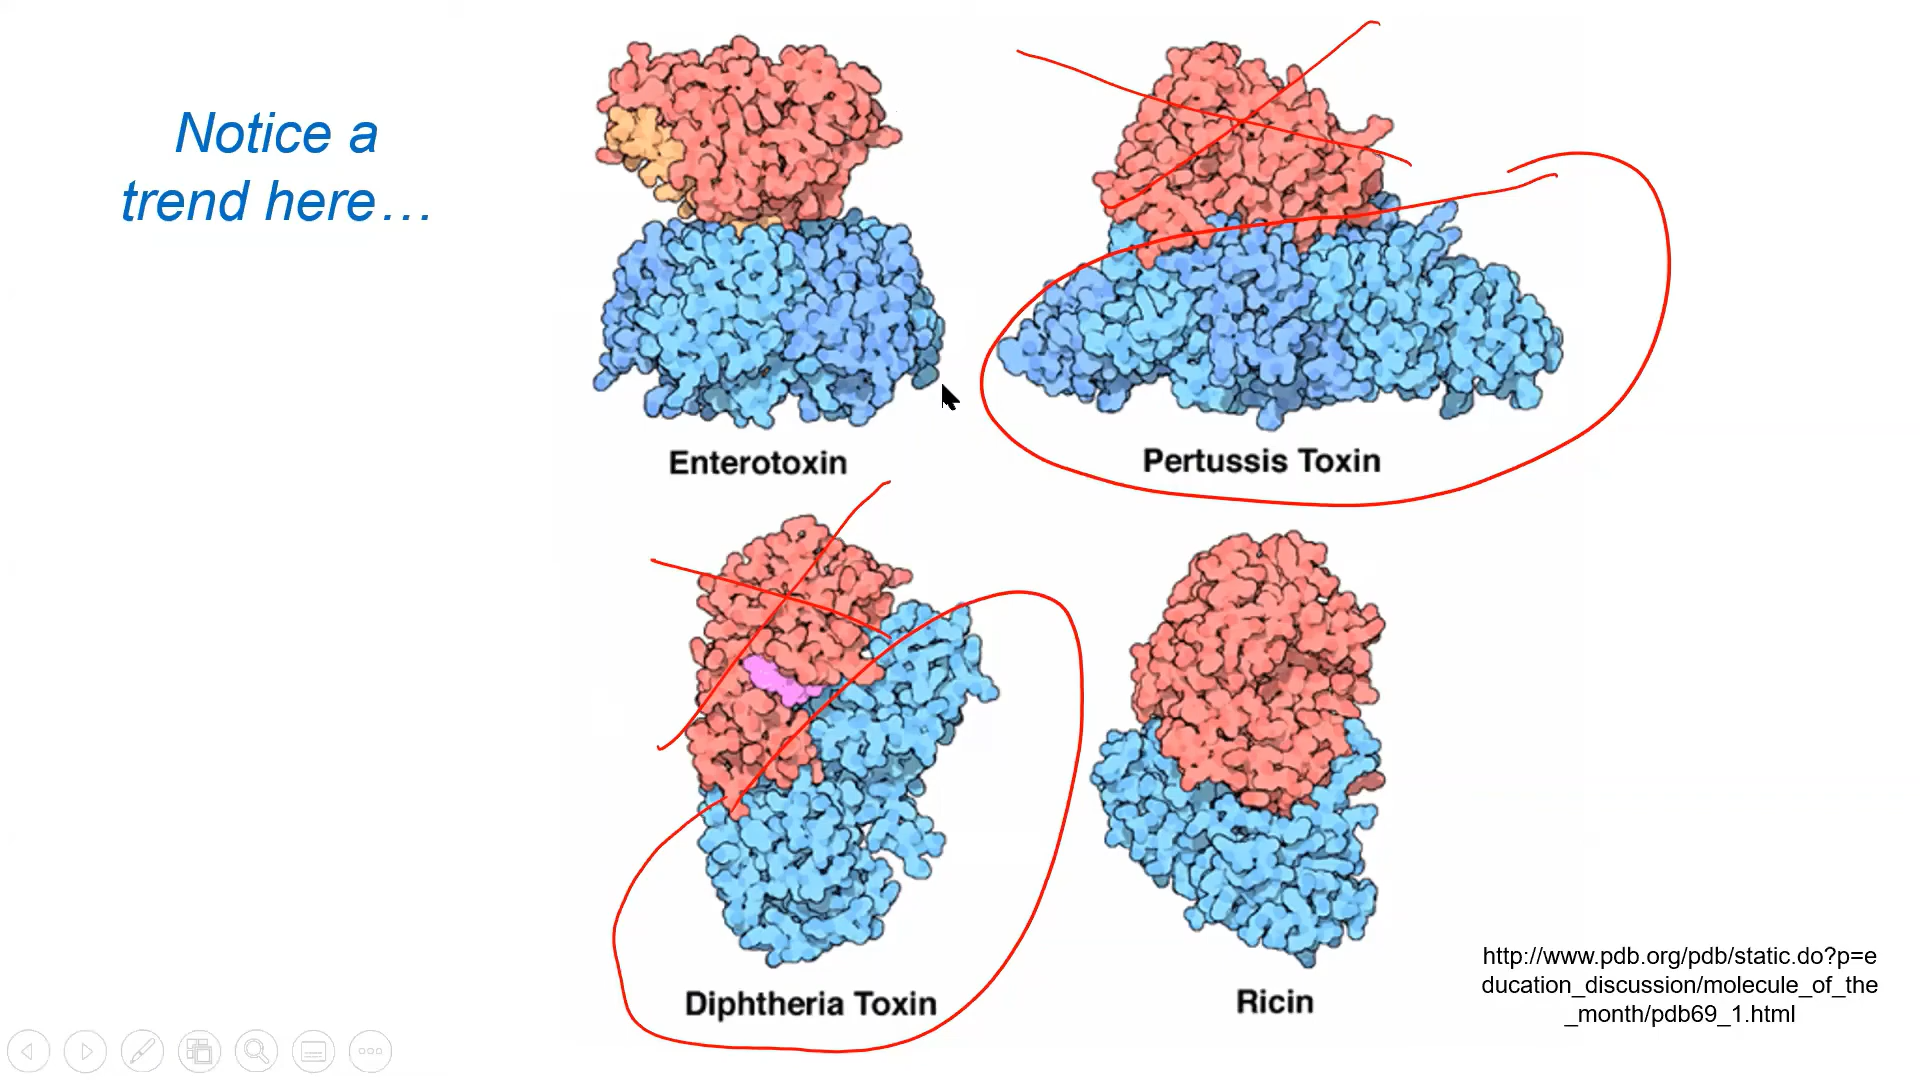 Notice a
trend here…
Enterotoxin
Pertussis Toxin
Diphtheria Toxin
Ricin
http://www.pdb.org/pdb/static.do?p=e
ducation_discussion/molecule_of_the
_month/pdb69_1.html